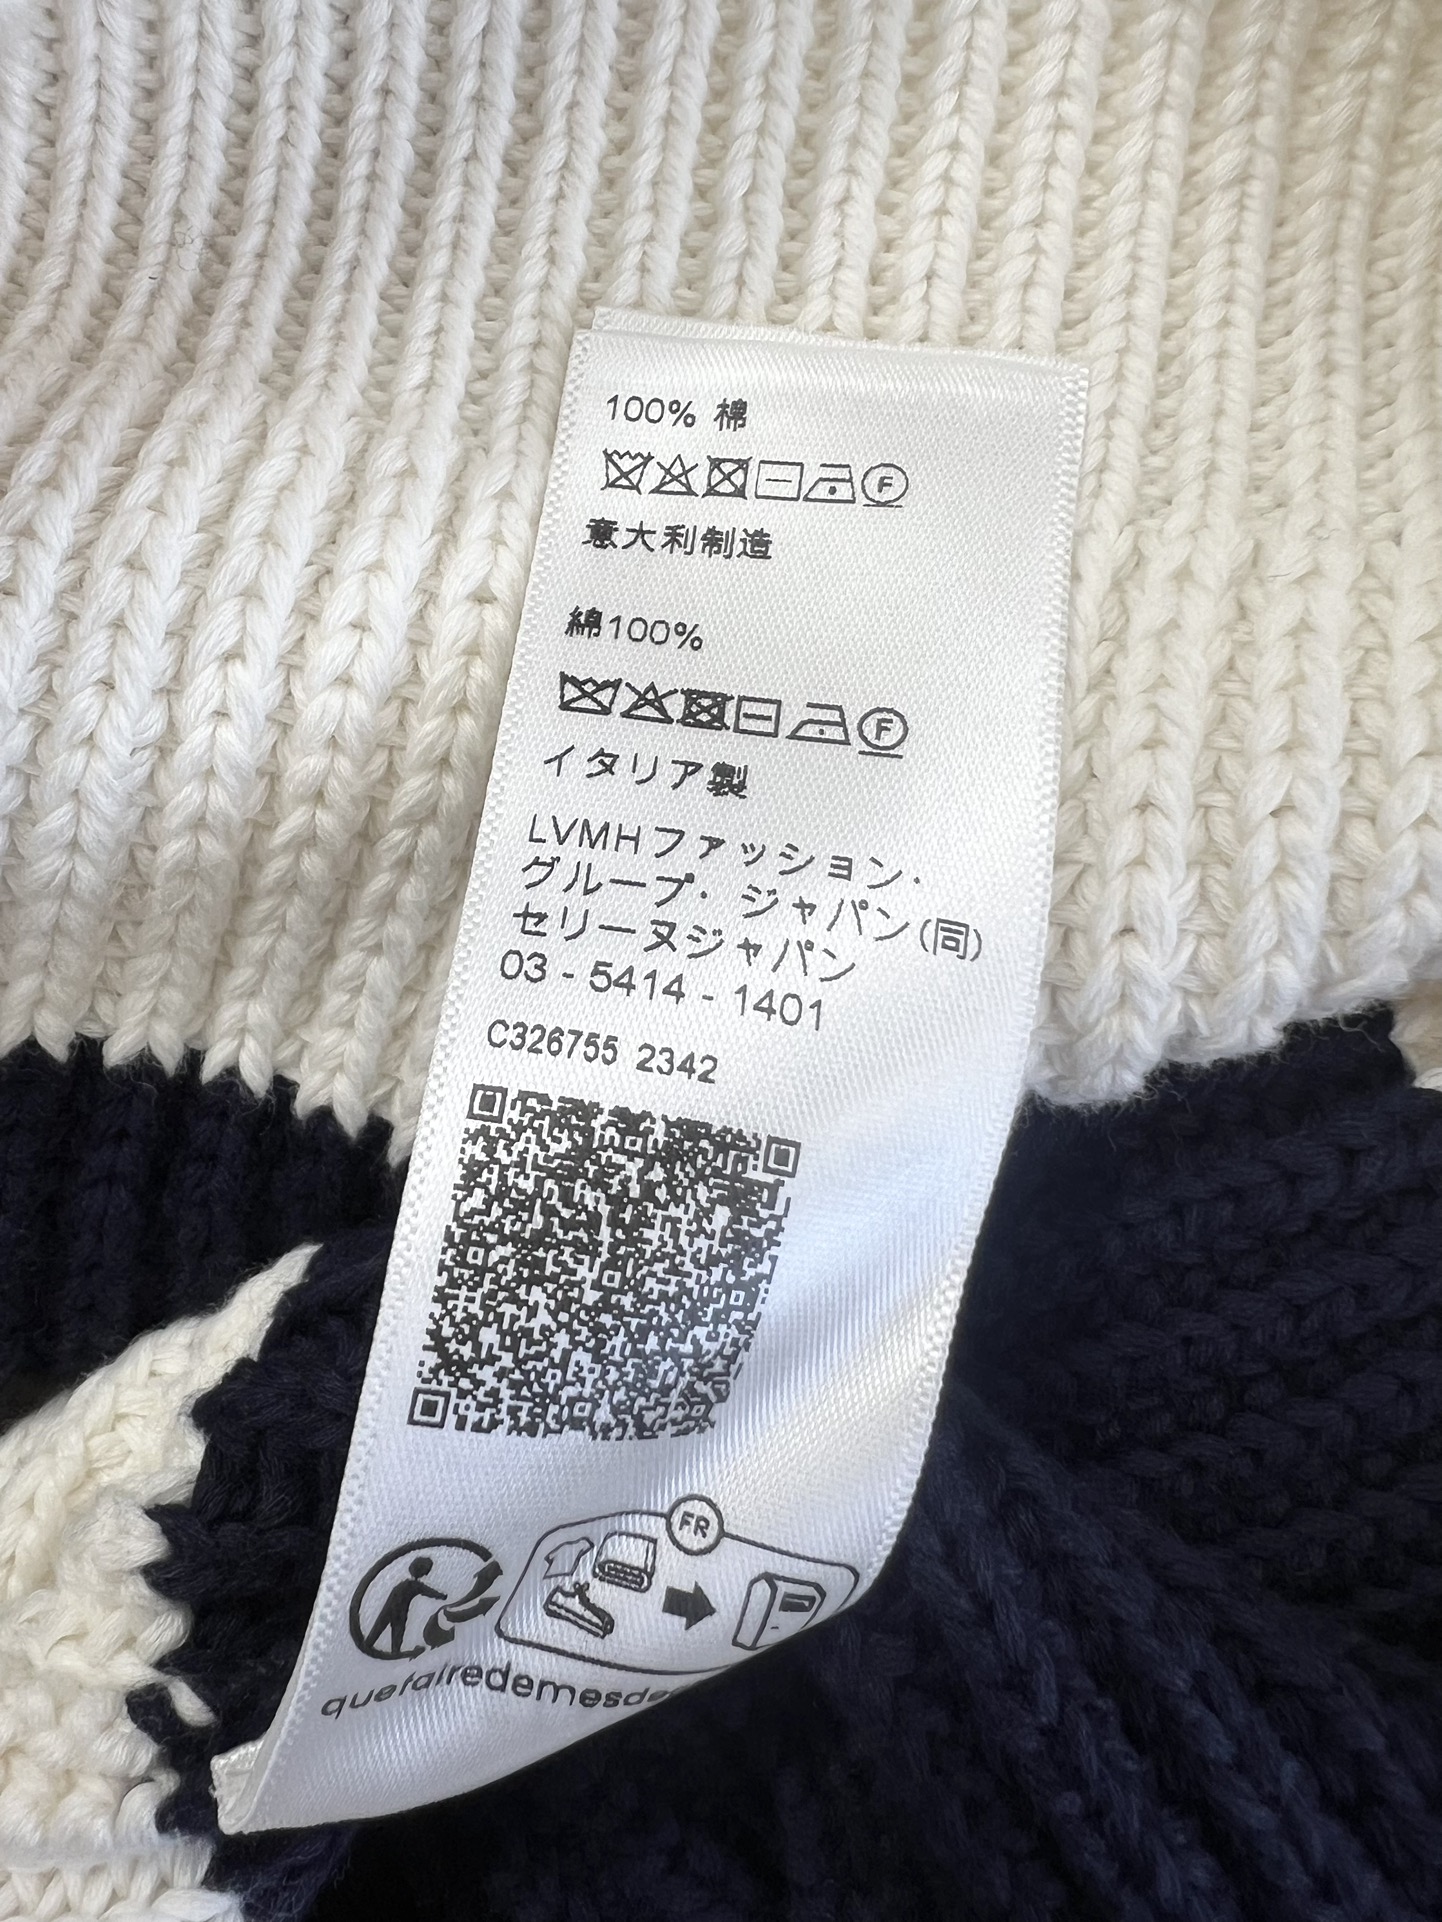 100% 棉
意大利制造
綿100%
F
イタリア製
LVMHファッション・
グループ・ジャパン(同)
セリーヌジャパン
03 - 5414 - 1401
C326755 2342
FR